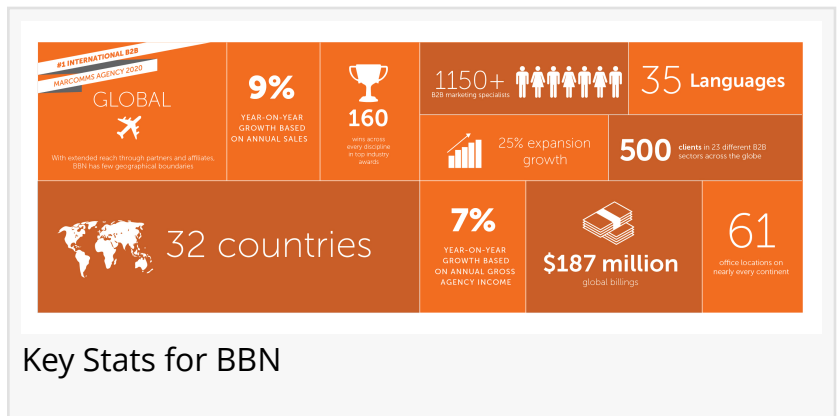 #1 INTERNATIONAL B2B
MARCOMMS AGENCY 2020
GLOBAL
With extended reach through partners and affiliates,
BBN has few geographical boundaries
9%
YEAR-ON-YEAR
GROWTH BASED
ON ANNUAL SALES
160
wins across
every discipline
in top industry
awards
1150+
B2B marketing specialists
35 Languages
25% expansion
growth
500 clients in 23 different B2B
sectors across the globe
32 countries
7%
YEAR-ON-YEAR
GROWTH BASED
ON ANNUAL GROSS
AGENCY INCOME
$187 million
global billings
61
office locations on
nearly every continent
Key Stats for BBN